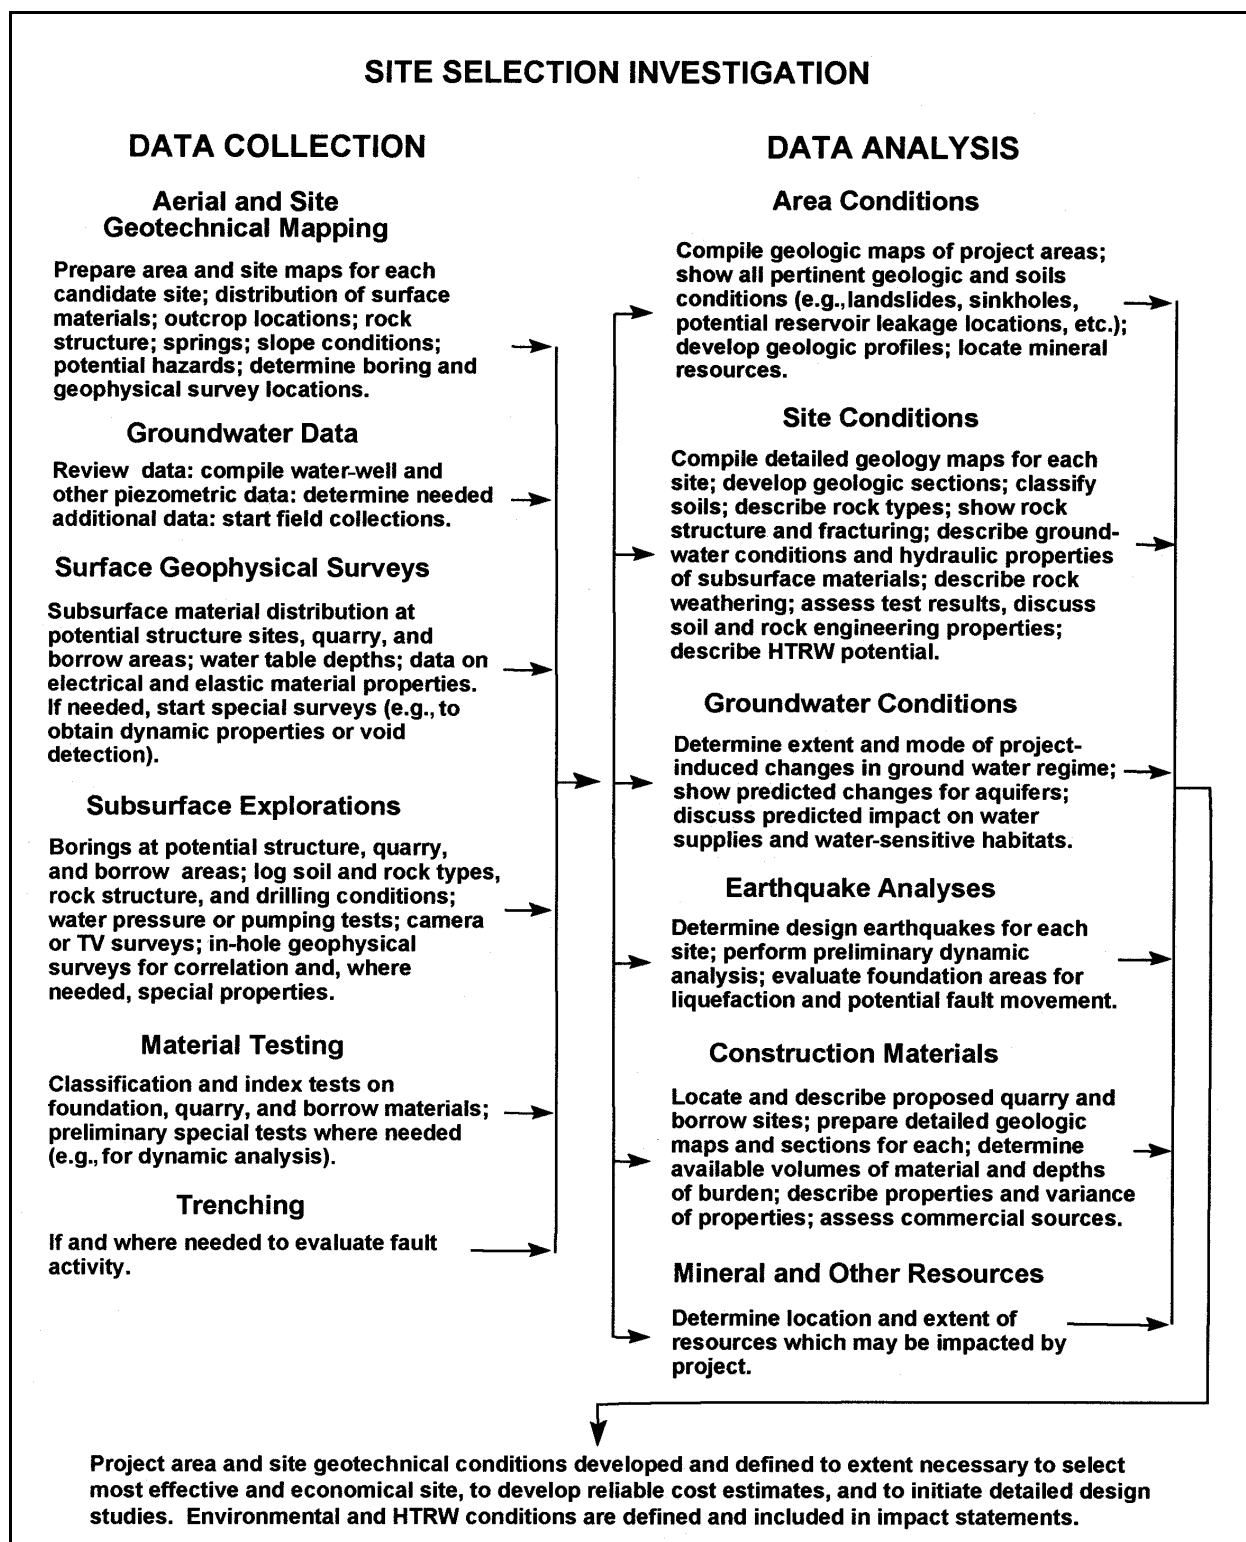 SITE SELECTION INVESTIGATION
DATA COLLECTION
Aerial and Site
Geotechnical Mapping
Prepare area and site maps for each
candidate site; distribution of surface
materials; outcrop locations; rock
structure; springs; slope conditions;
potential hazards; determine boring and
geophysical survey locations.
Groundwater Data
Review data: compile water-well and
other piezometric data: determine needed
additional data: start field collections.
Surface Geophysical Surveys
Subsurface material distribution at
potential structure sites, quarry, and
borrow areas; water table depths; data on
electrical and elastic material properties.
If needed, start special surveys (e.g., to
obtain dynamic properties or void
detection).
Subsurface Explorations
Borings at potential structure, quarry,
and borrow areas; log soil and rock types,
rock structure, and drilling conditions;
water pressure or pumping tests; camera
or TV surveys; in-hole geophysical
surveys for correlation and, where
needed, special properties.
Material Testing
Classification and index tests on
foundation, quarry, and borrow materials;
preliminary special tests where needed
(e.g., for dynamic analysis).
Trenching
If and where needed to evaluate fault
activity.
DATA ANALYSIS
Area Conditions
Compile geologic maps of project areas;
show all pertinent geologic and soils
conditions (e.g., landslides, sinkholes,
potential reservoir leakage locations, etc.);
develop geologic profiles; locate mineral
resources.
Site Conditions
Compile detailed geology maps for each
site; develop geologic sections; classify
soils; describe rock types; show rock
structure and fracturing; describe ground-
water conditions and hydraulic properties
of subsurface materials; describe rock
weathering; assess test results, discuss
soil and rock engineering properties;
describe HTRW potential.
Groundwater Conditions
Determine extent and mode of project-
induced changes in ground water regime;
show predicted changes for aquifers;
discuss predicted impact on water
supplies and water-sensitive habitats.
Earthquake Analyses
Determine design earthquakes for each
site; perform preliminary dynamic
analysis; evaluate foundation areas for
liquefaction and potential fault movement.
Construction Materials
Locate and describe proposed quarry and
borrow sites; prepare detailed geologic
maps and sections for each; determine
available volumes of material and depths
of burden; describe properties and variance
of properties; assess commercial sources.
Mineral and Other Resources
Determine location and extent of
resources which may be impacted by
project.
Project area and site geotechnical conditions developed and defined to extent necessary to select
most effective and economical site, to develop reliable cost estimates, and to initiate detailed design
studies. Environmental and HTRW conditions are defined and included in impact statements.